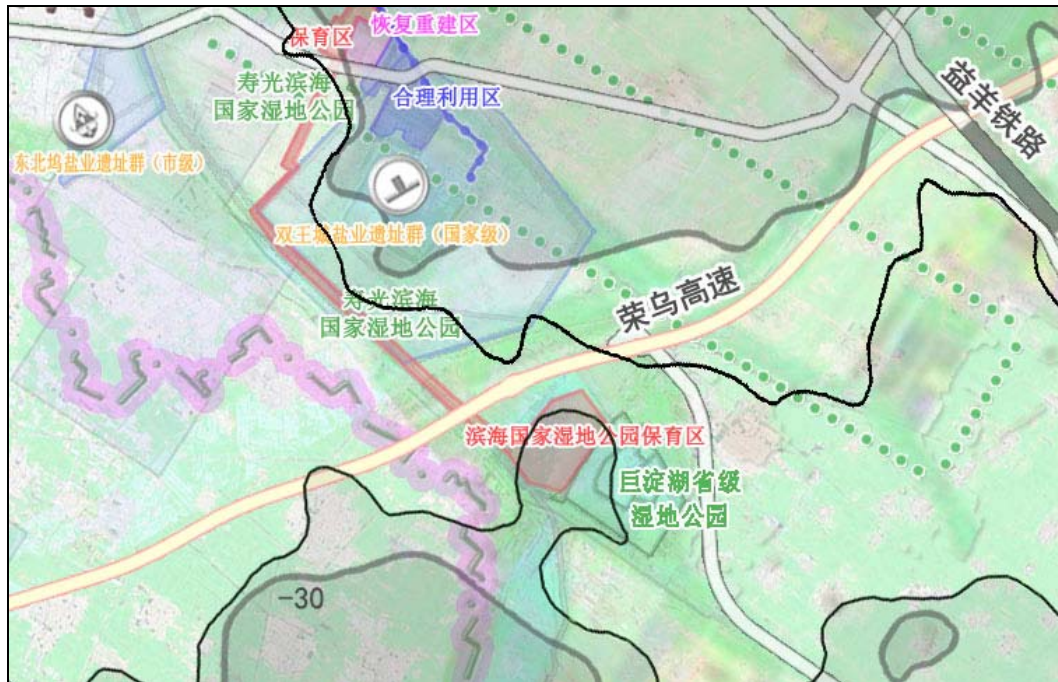 恢复重建区
保育区
寿光滨海
国家湿地公园
合理利用区
益羊铁路
东北坞盐业遗址群（市级）
双王城盐业遗址群（国家级）
寿光滨海
国家湿地公园
荣乌高速
滨海国家湿地公园保育区
巨淀湖省级
湿地公园
-30